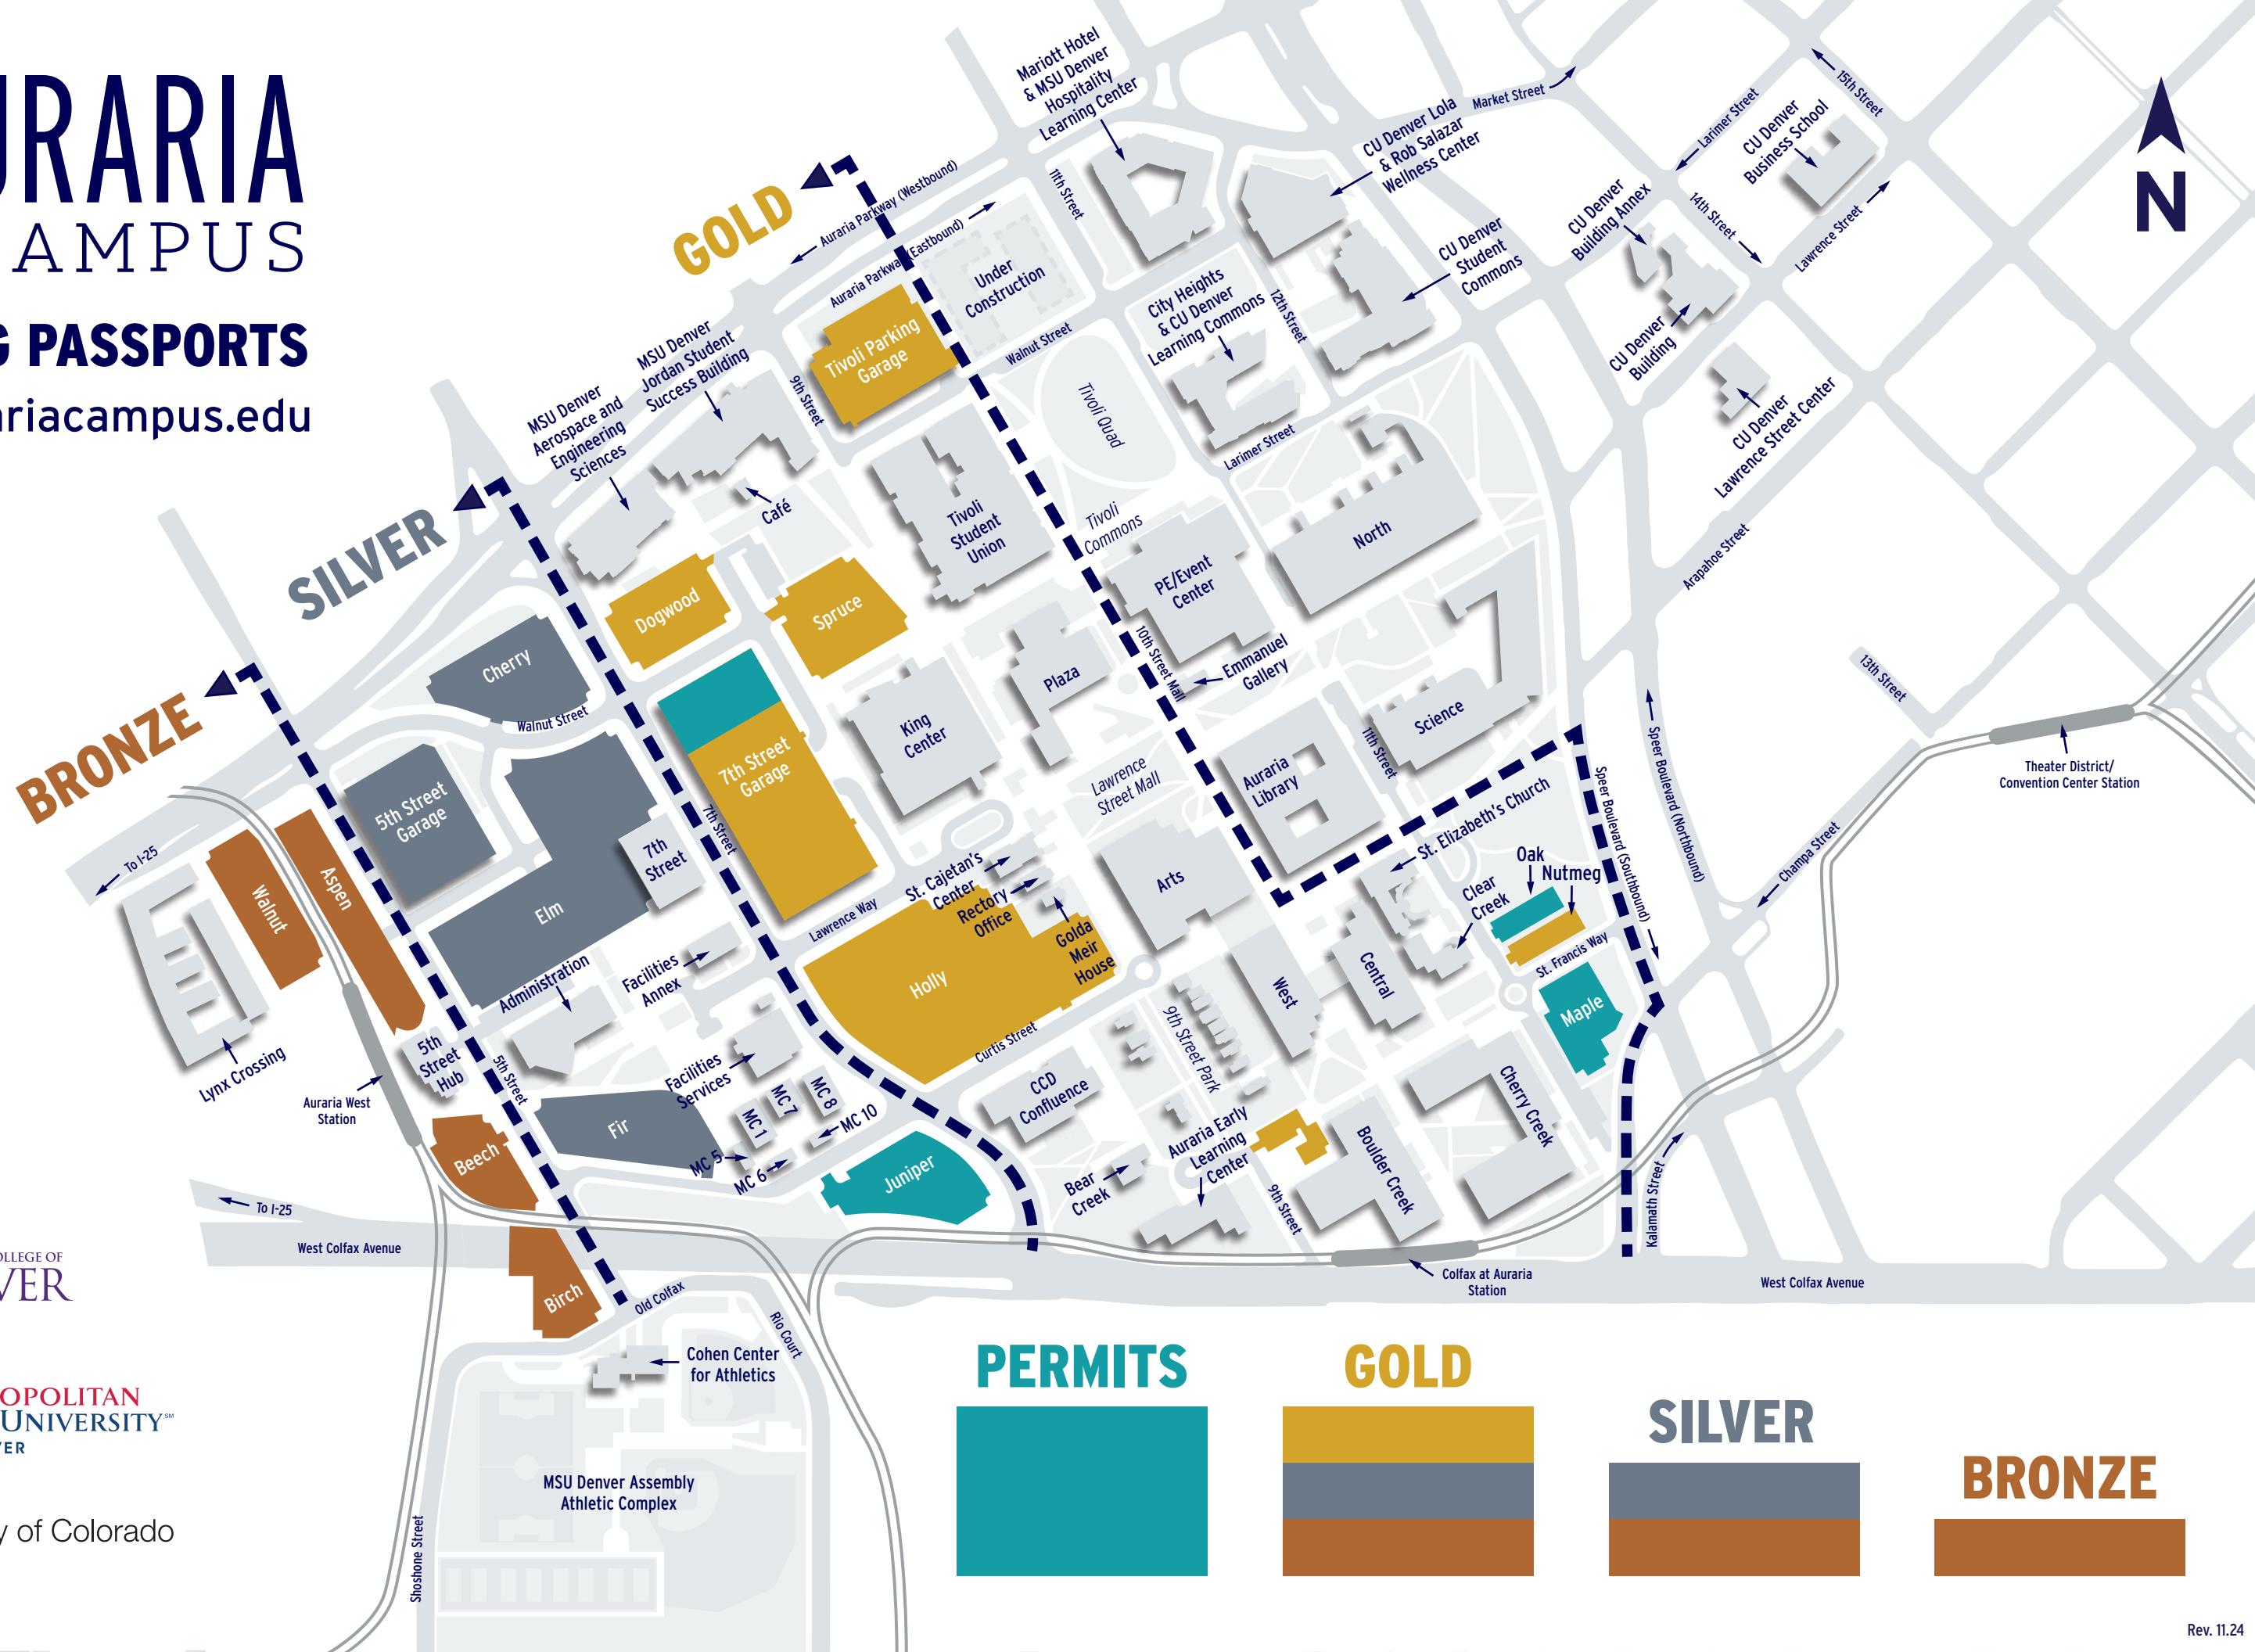 URARIA
AMPUS
G PASSPORTS
ariacampus.edu
GOLD
SILVER
BRONZE
Mariott Hotel
& MSU Denver
Hospitality
Learning Center
CU Denver Lola
& Rob Salazar
Wellness Center
Market Street
Larimer Street
15th Street
CU Denver
Business School
CU Denver
Building Annex
14th Street
Lawrence Street
CU Denver
Student
Commons
CU Denver
Building
CU Denver
Lawrence Street Center
Arapahoe Street
N
Auraria Parkway (Westbound)
Auraria Parkway (Eastbound)
11th Street
Under
Construction
City Heights
& CU Denver
Learning Commons
12th Street
Walnut Street
Tivoli Parking
Garage
9th Street
MSU Denver
Jordan Student
Success Building
MSU Denver
Aerospace and
Engineering
Sciences
Café
Tivoli Quad
Larimer Street
Tivoli
Student
Union
Tivoli
Commons
PE/Event
Center
North
Dogwood
Spruce
Cherry
Walnut Street
Plaza
10th Street Mall
Emmanuel
Gallery
King
Center
7th Street
Garage
Science
11th Street
Auraria
Library
Lawrence
Street Mall
13th Street
Theater District/
Convention Center Station
Speer Boulevard (Northbound)
Speer Boulevard (Southbound)
Champa Street
St. Elizabeth's Church
Oak
Nutmeg
Clear
Creek
St. Francis Way
Maple
5th Street
Garage
7th
Street
7th Street
Elm
Aspen
Walnut
To I-25
Lynx Crossing
St. Cajetan's
Center
Rectory
Office
Golda
Meir
House
Arts
Lawrence Way
Holly
Curtis Street
Administration
Facilities
Annex
Facilities
Services
5th
Street
Hub
5th Street
Auraria West
Station
West
Central
9th Street Park
CCD
Confluence
Cherry Creek
Boulder Creek
Auraria Early
Learning
Center
Bear
Creek
9th Street
Fir
MC 1
MC 7
MC 8
MC 10
MC 5
MC 6
Juniper
Beech
Birch
To I-25
West Colfax Avenue
Old Colfax
Rio Court
Kalamath Street
Colfax at Auraria
Station
West Colfax Avenue
Cohen Center
for Athletics
MSU Denver Assembly
Athletic Complex
Shoshone Street
OLLEGE OF
VER
OPOLITAN
UNIVERSITY℠
VER
y of Colorado
PERMITS
GOLD
SILVER
BRONZE
Rev. 11.24